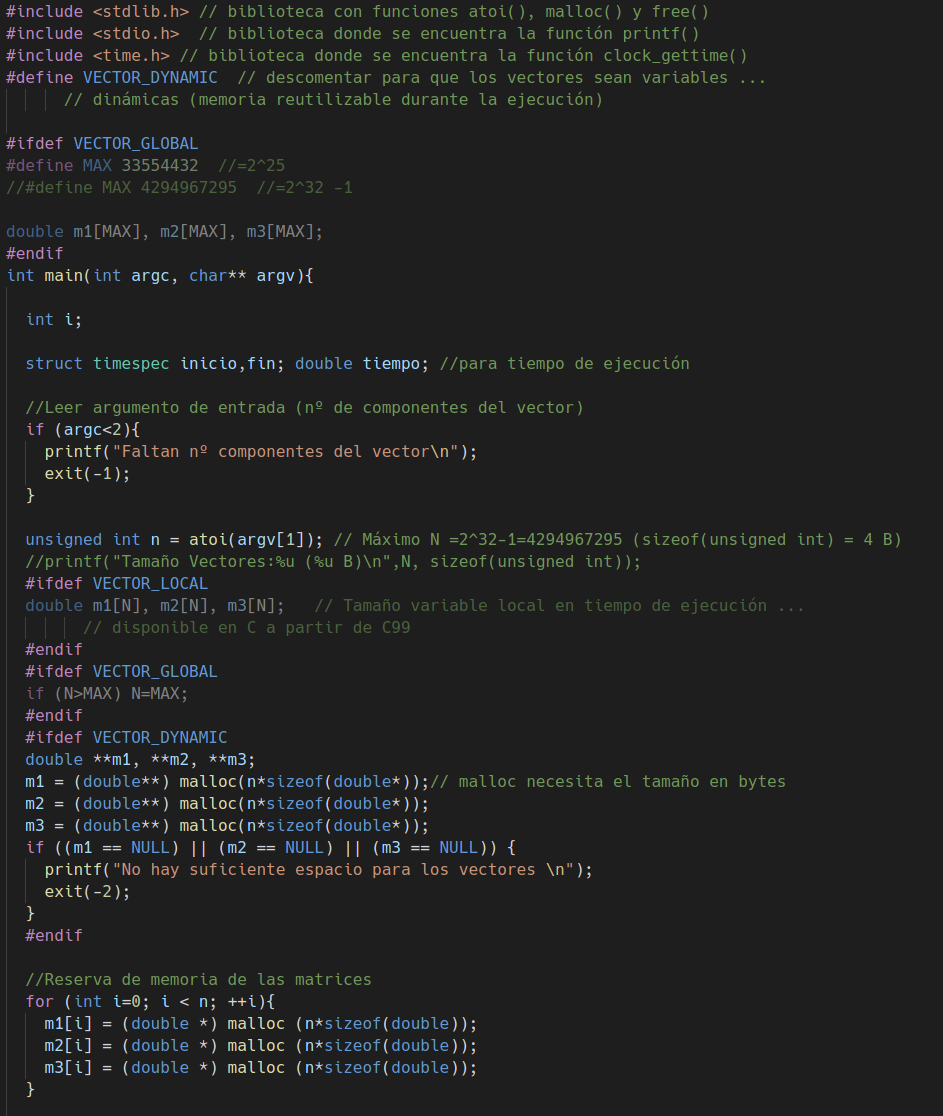 #include <stdlib.h> // biblioteca con funciones atoi(), malloc() y free()
#include <stdio.h>  // biblioteca donde se encuentra la función printf()
#include <time.h> // biblioteca donde se encuentra la función clock_gettime()
#define VECTOR_DYNAMIC  // descomentar para que los vectores sean variables ...
      // dinámicas (memoria reutilizable durante la ejecución)

#ifdef VECTOR_GLOBAL
#define MAX 33554432  //=2^25
//#define MAX 4294967295  //=2^32 -1

double m1[MAX], m2[MAX], m3[MAX];
#endif
int main(int argc, char** argv){

  int i;

  struct timespec inicio,fin; double tiempo; //para tiempo de ejecución

  //Leer argumento de entrada (nº de componentes del vector)
  if (argc<2){
    printf("Faltan nº componentes del vector\n");
    exit(-1);
  }

  unsigned int n = atoi(argv[1]); // Máximo N =2^32-1=4294967295 (sizeof(unsigned int) = 4 B)
  //printf("Tamaño Vectores:%u (%u B)\n",N, sizeof(unsigned int));
  #ifdef VECTOR_LOCAL
  double m1[N], m2[N], m3[N];   // Tamaño variable local en tiempo de ejecución ...
        // disponible en C a partir de C99
  #endif
  #ifdef VECTOR_GLOBAL
  if (N>MAX) N=MAX;
  #endif
  #ifdef VECTOR_DYNAMIC
  double **m1, **m2, **m3;
  m1 = (double**) malloc(n*sizeof(double*));// malloc necesita el tamaño en bytes
  m2 = (double**) malloc(n*sizeof(double*));
  m3 = (double**) malloc(n*sizeof(double*));
  if ((m1 == NULL) || (m2 == NULL) || (m3 == NULL)) {
    printf("No hay suficiente espacio para los vectores \n");
    exit(-2);
  }
  #endif

  //Reserva de memoria de las matrices
  for (int i=0; i < n; ++i){
    m1[i] = (double *) malloc (n*sizeof(double));
    m2[i] = (double *) malloc (n*sizeof(double));
    m3[i] = (double *) malloc (n*sizeof(double));
  }